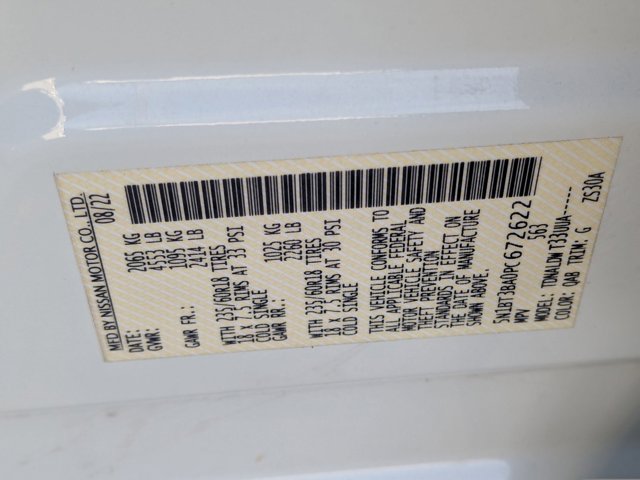 MFD BY NISSAN MOTOR CO., LTD.
DATE: 08/22
GVWR: 2065 KG
4553 LB
GAWR FR.: 1095 KG
2414 LB
WITH 235/60R18 TIRES
18 X 7.5 RIMS AT 33 PSI
COLD SINGLE
GAWR RR.: 1025 KG
2260 LB
WITH 235/60R18 TIRES
18 X 7.5 RIMS AT 30 PSI
COLD SINGLE
THIS VEHICLE CONFORMS TO
ALL APPLICABLE FEDERAL
MOTOR VEHICLE SAFETY AND
THEFT PREVENTION
STANDARDS IN EFFECT ON
THE DATE OF MANUFACTURE
SHOWN ABOVE.
5N1BT3BA0PC672622
MPV 563
MODEL: TXMALDW T33UUA-----
COLOR: QAB TRIM: G ZS30A